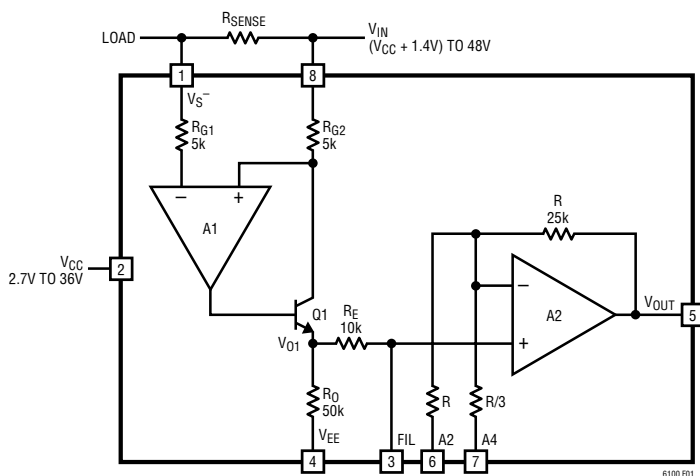 RSENSE
LOAD
VIN
(VCC + 1.4V) TO 48V
1
8
VS–
RG1
5k
RG2
5k
R
25k
–
+
A1
VCC
2.7V TO 36V
2
–
A2
+
VOUT
5
Q1
RE
10k
VO1
RO
50k
R
R/3
VEE
FIL
A2
A4
4
3
6
7
6100 F01